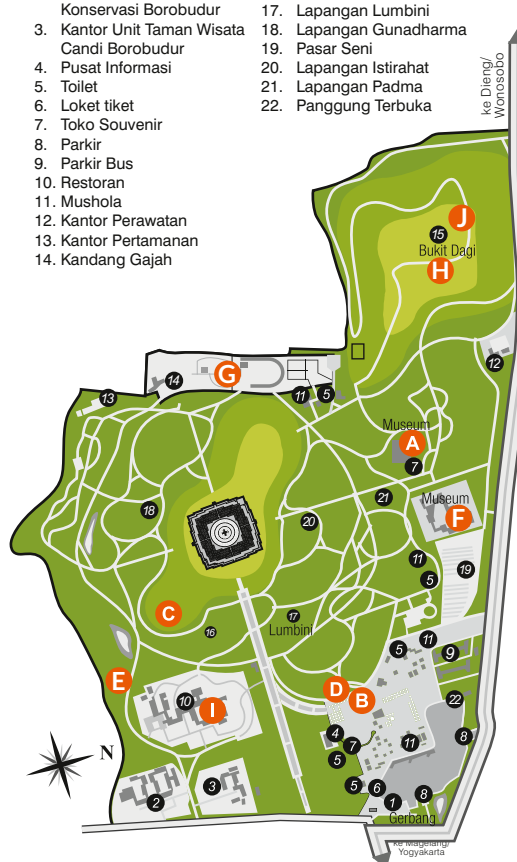 Konservasi Borobudur
3. Kantor Unit Taman Wisata
Candi Borobudur
4. Pusat Informasi
5. Toilet
6. Loket tiket
7. Toko Souvenir
8. Parkir
9. Parkir Bus
10. Restoran
11. Mushola
12. Kantor Perawatan
13. Kantor Pertamanan
14. Kandang Gajah
17. Lapangan Lumbini
18. Lapangan Gunadharma
19. Pasar Seni
20. Lapangan Istirahat
21. Lapangan Padma
22. Panggung Terbuka
ke Dieng/
Wonosobo
J
15
Bukit Dagi
H
12
G
14
11
5
13
Museum
A
7
21
Museum
F
18
20
11
19
5
C
17
16
Lumbini
11
5
9
E
D
B
22
10
I
4
7
11
8
5
N
5
6
8
3
2
1
Gerbang
ke Magelang/
Yogyakarta